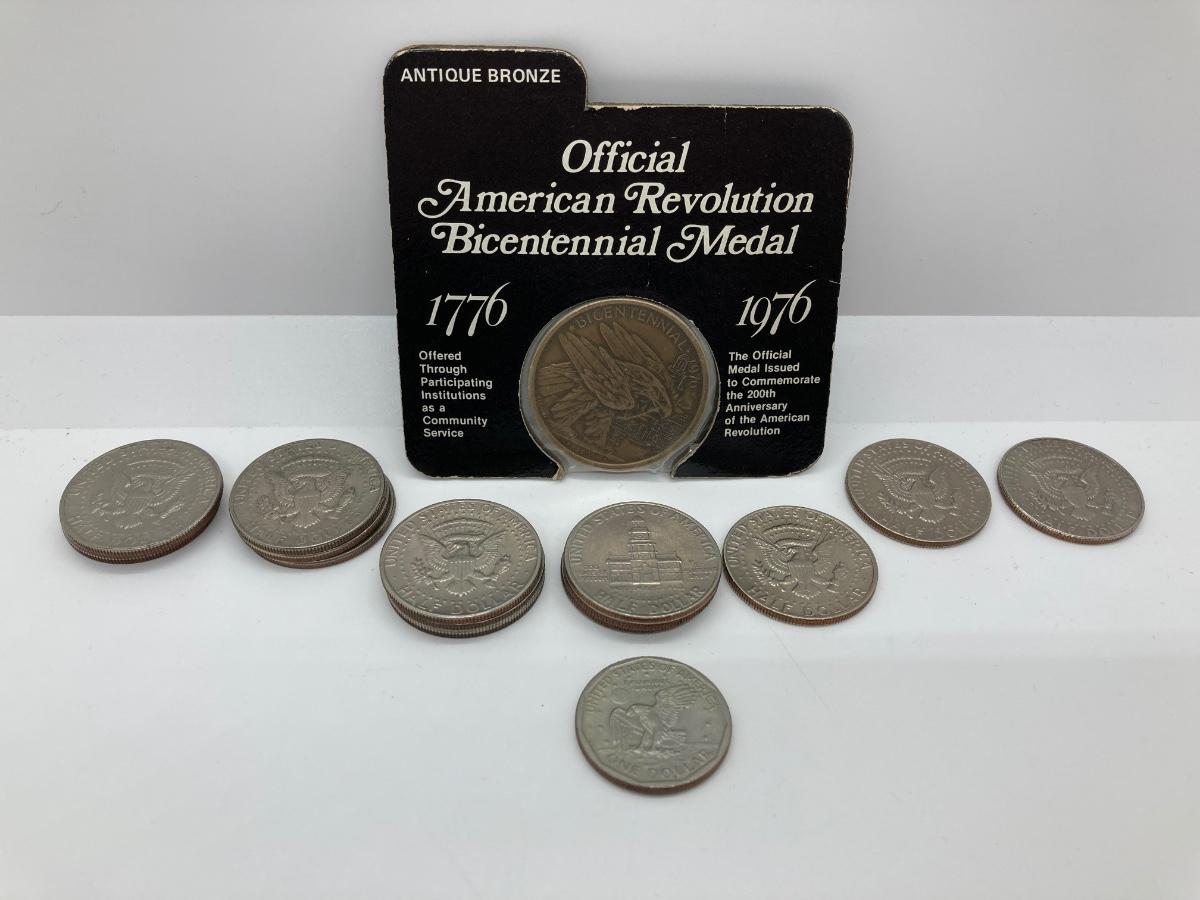 ANTIQUE BRONZE
Official
American Revolution
Bicentennial Medal
1776
1976
Offered
Through
Participating
Institutions
as a
Community
Service
BICENTENNIAL 1976
The Official
Medal Issued
to Commemorate
the 200th
Anniversary
of the American
Revolution
UNITED STATES OF AMERICA
HALF DOLLAR
UNITED STATES OF AMERICA
HALF DOLLAR
UNITED STATES OF AMERICA
HALF DOLLAR
UNITED STATES OF AMERICA
ONE DOLLAR